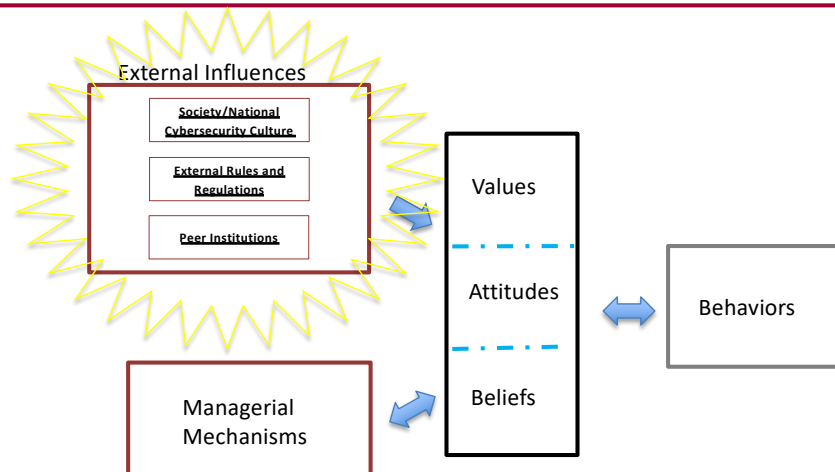 External Influences
Society/National
Cybersecurity Culture
External Rules and
Regulations
Peer Institutions
Values
Attitudes
Beliefs
Behaviors
Managerial
Mechanisms